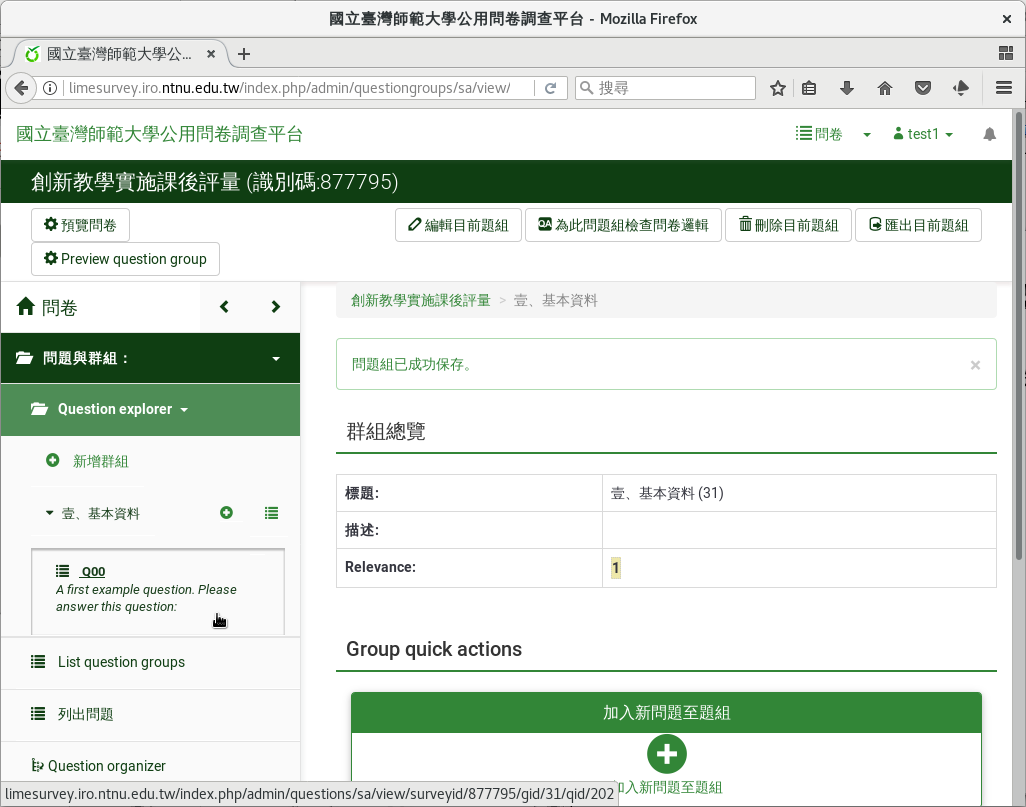 國立臺灣師範大學公用問卷調查平台 - Mozilla Firefox
國立臺灣師範大學公...
limesurvey.iro.ntnu.edu.tw/index.php/admin/questiongroups/sa/view/
搜尋
國立臺灣師範大學公用問卷調查平台
問卷
test1
創新教學實施課後評量 (識別碼:877795)
預覽問卷
編輯目前題組
QA 為此問題組檢查問卷邏輯
刪除目前題組
匯出目前題組
Preview question group
問卷
創新教學實施課後評量 > 壹、基本資料
問題與群組：
問題組已成功保存。
×
Question explorer
群組總覽
新增群組
標題: 壹、基本資料 (31)
壹、基本資料
描述:
Relevance: 1
Q00
A first example question. Please
answer this question:
Group quick actions
List question groups
列出問題
加入新問題至題組
Question organizer
加入新問題至題組
limesurvey.iro.ntnu.edu.tw/index.php/admin/questions/sa/view/surveyid/877795/gid/31/qid/202